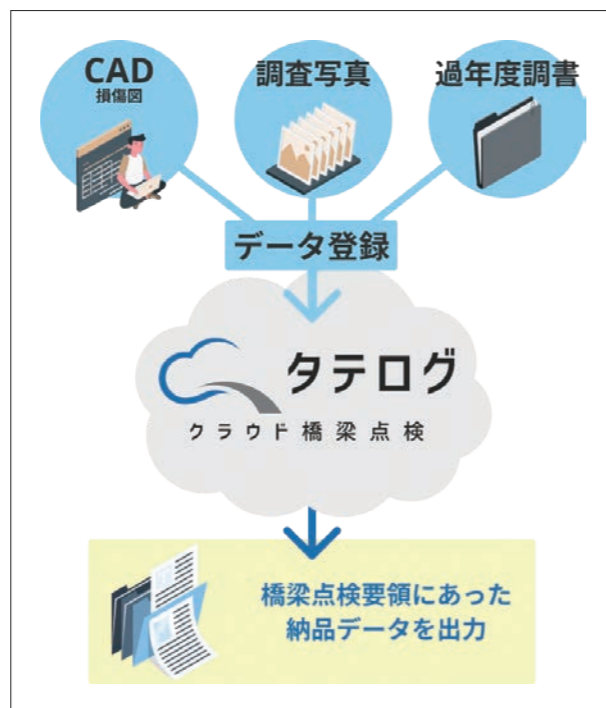 CAD
損傷図
調査写真
過年度調書
データ登録
タテログ
クラウド橋梁点検
橋梁点検要領にあった
納品データを出力